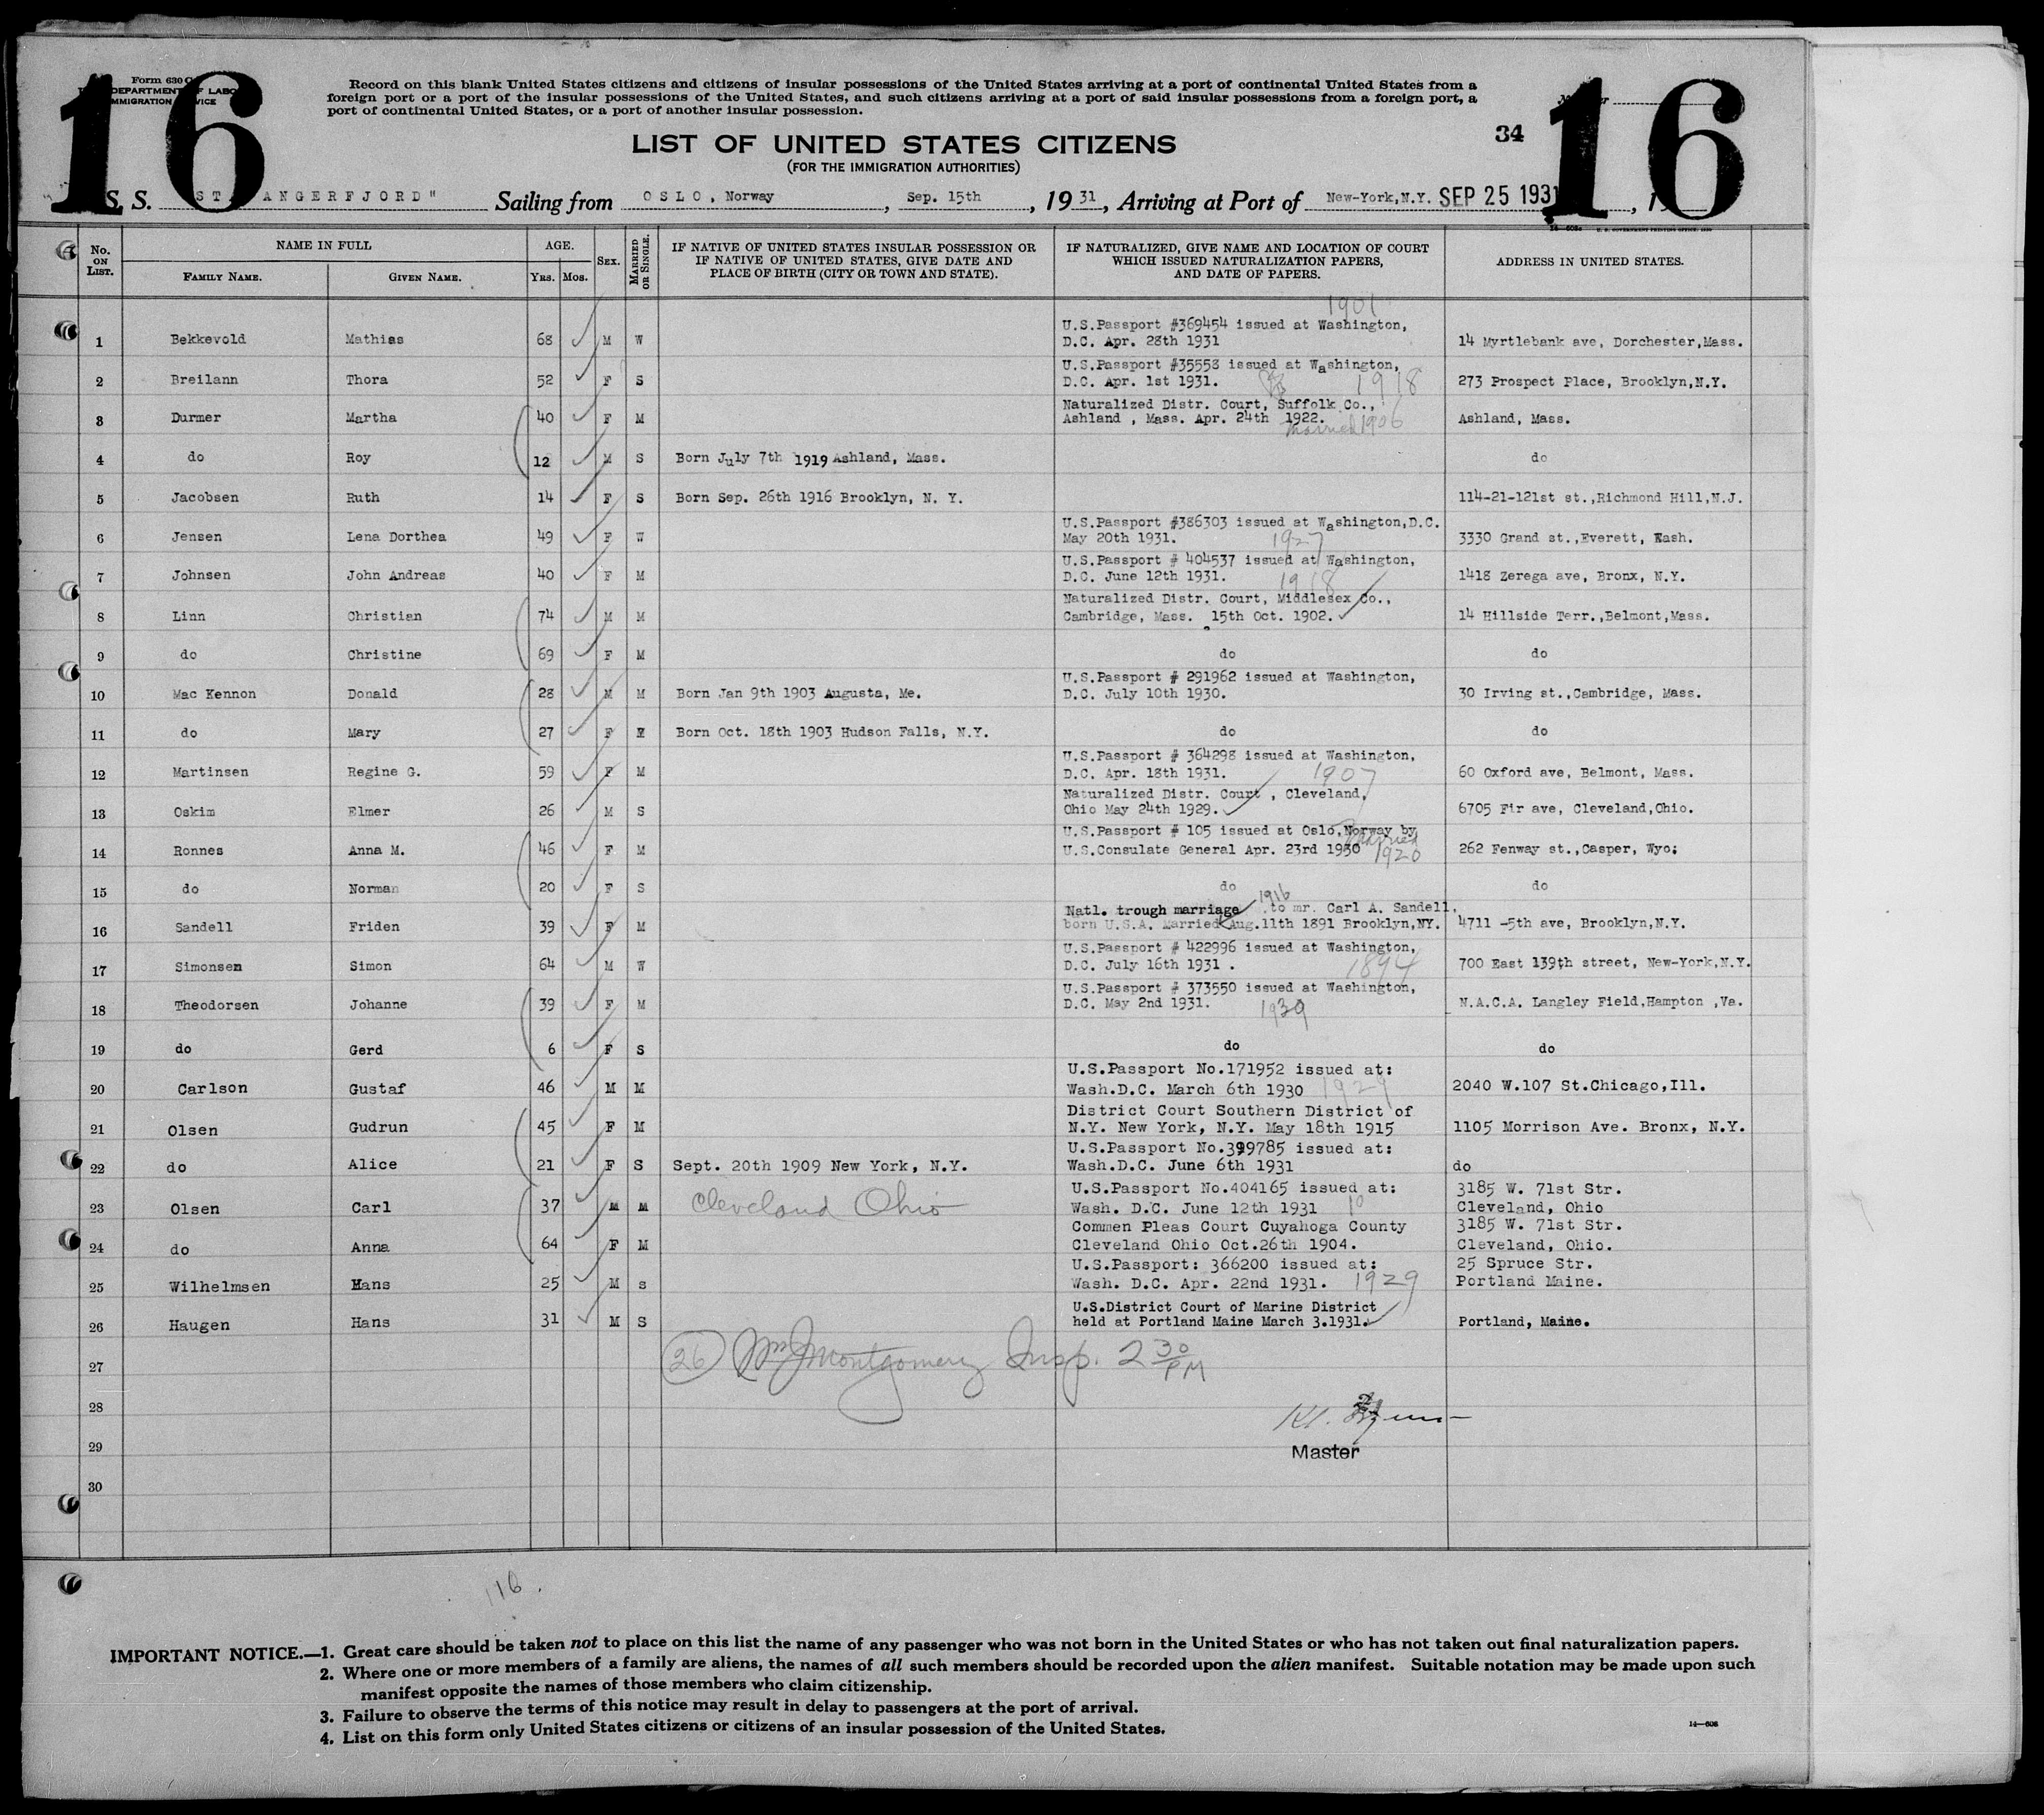 16
16
Form 630 C
DEPARTMENT OF LABO
IMMIGRATION SERVICE
Record on this blank United States citizens and citizens of insular possessions of the United States arriving at a port of continental United States from a
foreign port or a port of the insular possessions of the United States, and such citizens arriving at a port of said insular possessions from a foreign port, a
port of continental United States, or a port of another insular possession.
LIST OF UNITED STATES CITIZENS
34
(FOR THE IMMIGRATION AUTHORITIES)
S. S. STAVANGERFJORD" Sailing from OSLO, Norway, Sep. 15th, 1931, Arriving at Port of New-York, N.Y. SEP 25 1931, 19
No. ON LIST.
NAME IN FULL
FAMILY NAME. GIVEN NAME.
AGE.
YRS. MOS.
SEX.
MARRIED OR SINGLE.
IF NATIVE OF UNITED STATES INSULAR POSSESSION OR
IF NATIVE OF UNITED STATES, GIVE DATE AND
PLACE OF BIRTH (CITY OR TOWN AND STATE).
IF NATURALIZED, GIVE NAME AND LOCATION OF COURT
WHICH ISSUED NATURALIZATION PAPERS,
AND DATE OF PAPERS.
ADDRESS IN UNITED STATES.
1901
U.S.Passport #369454 issued at Washington,
1 Bekkevold Mathias 68 M W D.C. Apr. 28th 1931 14 Myrtlebank ave, Dorchester,Mass.
U.S.Passport #35558 issued at Washington,
2 Breilann Thora 52 F S D.C. Apr. 1st 1931. 1918 273 Prospect Place, Brooklyn,N.Y.
Naturalized Distr. Court, Suffolk Co.,
3 Durmer Martha 40 F M Ashland , Mass. Apr. 24th 1922. Ashland, Mass.
married 1906
4 do Roy 12 M S Born July 7th 1919 Ashland, Mass. do
5 Jacobsen Ruth 14 F S Born Sep. 26th 1916 Brooklyn, N. Y. 114-21-121st st.,Richmond Hill,N.J.
U.S.Passport #386303 issued at Washington,D.C.
6 Jensen Lena Dorthea 49 F W May 20th 1931. 1927 3330 Grand st.,Everett, Wash.
U.S.Passport # 404537 issued at Washington,
7 Johnsen John Andreas 40 F M D.C. June 12th 1931. 1918 1418 Zerega ave, Bronx, N.Y.
Naturalized Distr. Court, Middlesex Co.,
8 Linn Christian 74 M M Cambridge, Mass. 15th Oct. 1902. 14 Hillside Terr.,Belmont,Mass.
9 do Christine 69 F M do do
U.S.Passport # 291962 issued at Washington,
10 Mac Kennon Donald 28 M M Born Jan 9th 1903 Augusta, Me. D.C. July 10th 1930. 30 Irving st.,Cambridge, Mass.
11 do Mary 27 F M Born Oct. 18th 1903 Hudson Falls, N.Y. do do
U.S.Passport # 364298 issued at Washington,
12 Martinsen Regine G. 59 F M D.C. Apr. 18th 1931. 1907 60 Oxford ave, Belmont, Mass.
Naturalized Distr. Court , Cleveland,
13 Oskim Elmer 26 M S Ohio May 24th 1929. 6705 Fir ave, Cleveland,Ohio.
U.S.Passport # 105 issued at Oslo,Norway by
14 Ronnes Anna M. 46 F M U.S.Consulate General Apr. 23rd 1930 married 1920 262 Fenway st.,Casper, Wyo;
15 do Norman 20 F S do do
1916
Natl. trough marriage to mr. Carl A. Sandell,
16 Sandell Friden 39 F M born U.S.A. Married Aug.11th 1891 Brooklyn,NY. 4711 -5th ave, Brooklyn,N.Y.
U.S.Passport # 422996 issued at Washington,
17 Simonsen Simon 64 M W D.C. July 16th 1931 . 1894 700 East 139th street, New-York,N.Y.
U.S.Passport # 373550 issued at Washington,
18 Theodorsen Johanne 39 F M D.C. May 2nd 1931. 1930 N.A.C.A. Langley Field,Hampton ,Va.
19 do Gerd 6 F S do do
U.S.Passport No.171952 issued at:
20 Carlson Gustaf 46 M M Wash.D.C. March 6th 1930 1929 2040 W.107 St.Chicago,Ill.
District Court Southern District of
21 Olsen Gudrun 45 F M N.Y. New York, N.Y. May 18th 1915 1105 Morrison Ave. Bronx, N.Y.
U.S.Passport No.399785 issued at:
22 do Alice 21 F S Sept. 20th 1909 New York, N.Y. Wash.D.C. June 6th 1931 do
U.S.Passport No.404165 issued at: 3185 W. 71st Str.
23 Olsen Carl 37 M M Cleveland Ohio Wash. D.C. June 12th 1931 10 Cleveland, Ohio
Commen Pleas Court Cuyahoga County 3185 W. 71st Str.
24 do Anna 64 F M Cleveland Ohio Oct.26th 1904. Cleveland, Ohio.
U.S.Passport: 366200 issued at: 25 Spruce Str.
25 Wilhelmsen Hans 25 M s Wash. D.C. Apr. 22nd 1931. 1929 Portland Maine.
U.S.District Court of Marine District
26 Haugen Hans 31 M S held at Portland Maine March 3.1931. Portland, Maine.
27 26 Wm J Montgomery Insp. 2 30 PM
28
29 Master
30
116.
IMPORTANT NOTICE.—1. Great care should be taken not to place on this list the name of any passenger who was not born in the United States or who has not taken out final naturalization papers.
2. Where one or more members of a family are aliens, the names of all such members should be recorded upon the alien manifest. Suitable notation may be made upon such
manifest opposite the names of those members who claim citizenship.
3. Failure to observe the terms of this notice may result in delay to passengers at the port of arrival.
4. List on this form only United States citizens or citizens of an insular possession of the United States.
14—608